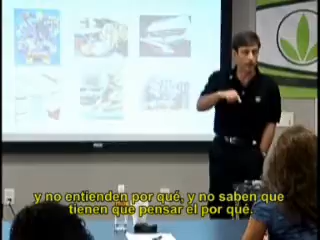 y no entienden por qué, y no saben que
tienen que pensar el por qué.